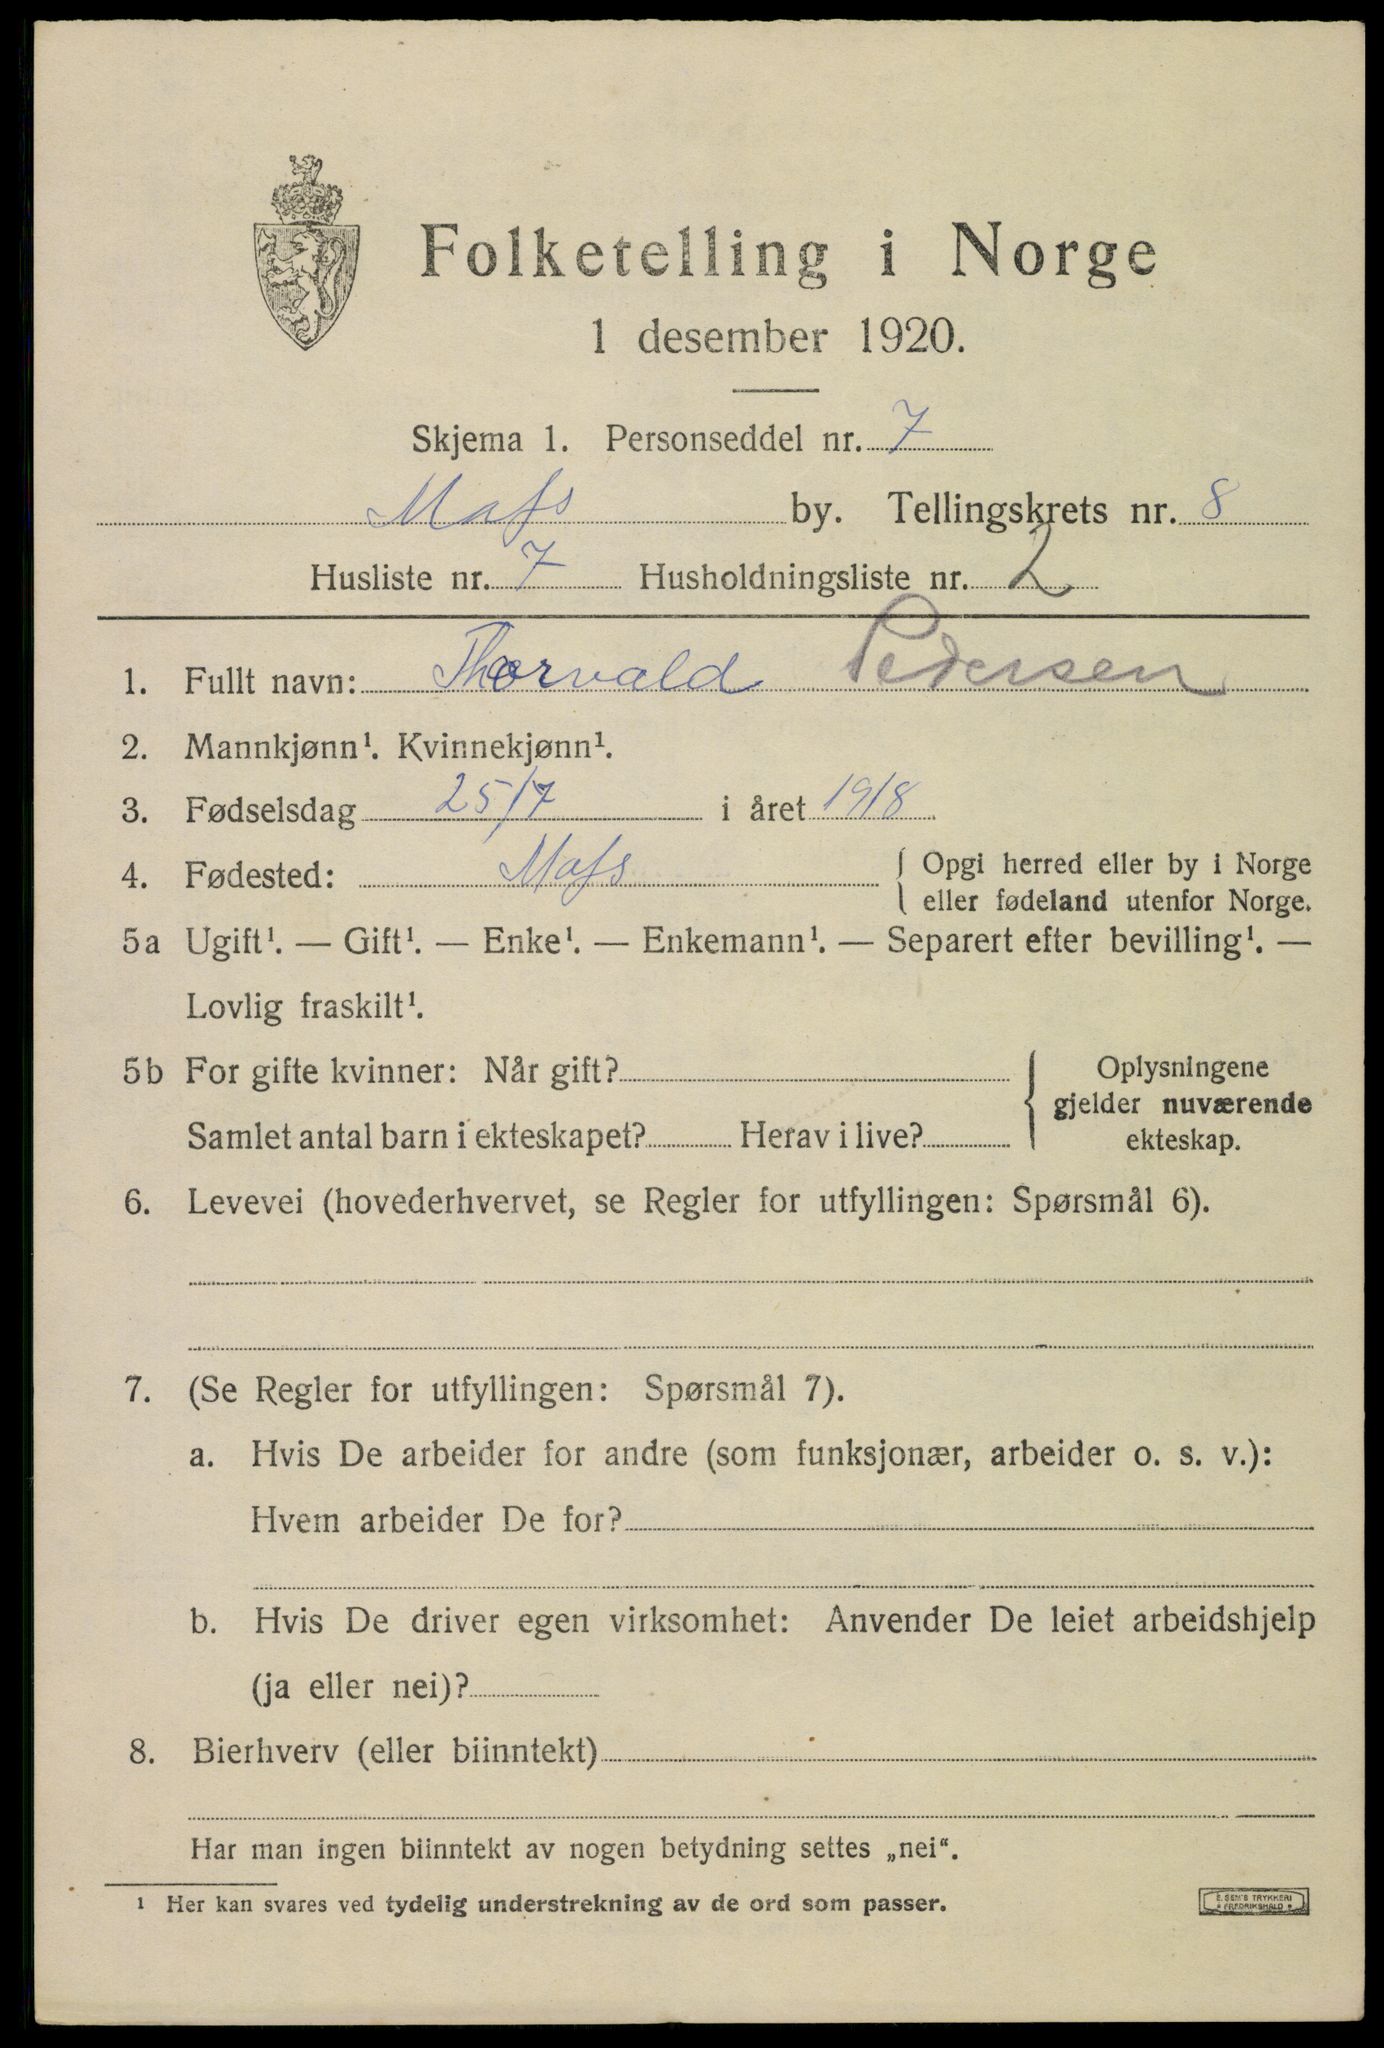 Folketelling i Norge
1 desember 1920.
Skjema 1. Personseddel nr. 7
Mofs by. Tellingskrets nr. 8
Husliste nr. 7 Husholdningsliste nr. 2
1. Fullt navn: Thorvald Pedersen
2. Mannkjønn¹. Kvinnekjønn¹.
3. Fødselsdag 25/7 i året 1918
4. Fødested: Mofs { Opgi herred eller by i Norge
eller fødeland utenfor Norge.
5a Ugift¹. — Gift¹. — Enke¹. — Enkemann¹. — Separert efter bevilling¹. —
Lovlig fraskilt¹.
5b For gifte kvinner: Når gift?
Samlet antal barn i ekteskapet? Herav i live?
{ Oplysningene
gjelder nuværende
ekteskap.
6. Levevei (hovederhvervet, se Regler for utfyllingen: Spørsmål 6).
7. (Se Regler for utfyllingen: Spørsmål 7).
a. Hvis De arbeider for andre (som funksjonær, arbeider o. s. v.):
Hvem arbeider De for?
b. Hvis De driver egen virksomhet: Anvender De leiet arbeidshjelp
(ja eller nei)?
8. Bierhverv (eller biinntekt)
Har man ingen biinntekt av nogen betydning settes „nei“.
¹ Her kan svares ved tydelig understrekning av de ord som passer.
E. SEM'S TRYKKERI
* FREDRIKSHALD *